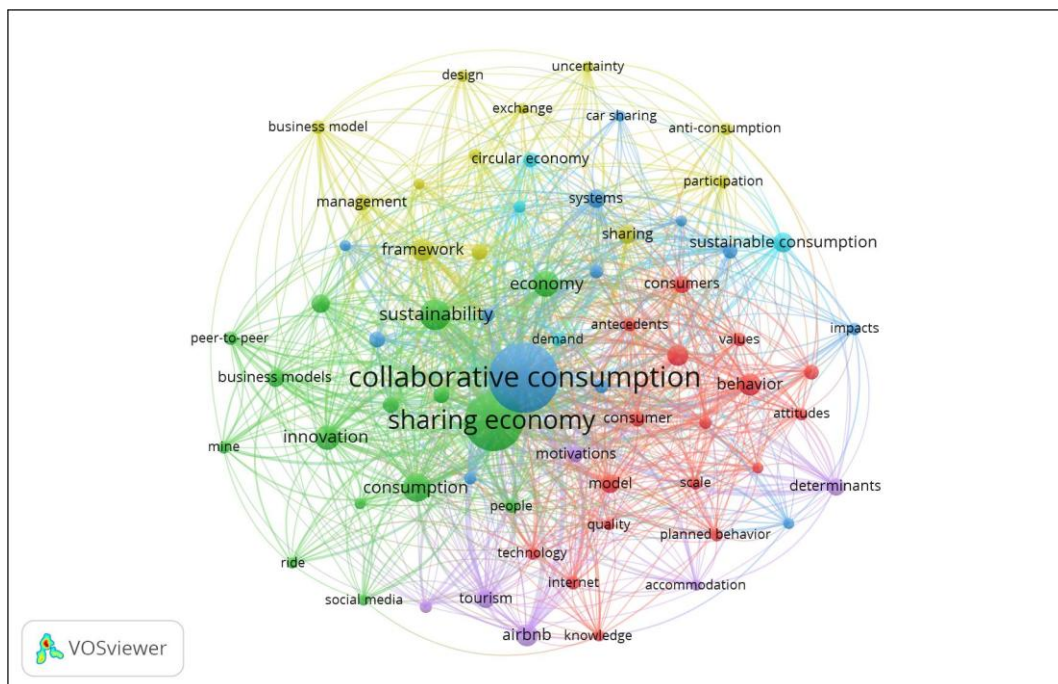 uncertainty
design
exchange
car sharing
business model
anti-consumption
circular economy
participation
systems
management
sharing
sustainable consumption
framework
economy
consumers
sustainability
antecedents
impacts
peer-to-peer
demand
values
collaborative consumption
business models
behavior
sharing economy
consumer
attitudes
innovation
mine
motivations
consumption
model
scale
determinants
people
quality
planned behavior
technology
ride
internet
accommodation
social media
tourism
airbnb
knowledge
VOSviewer